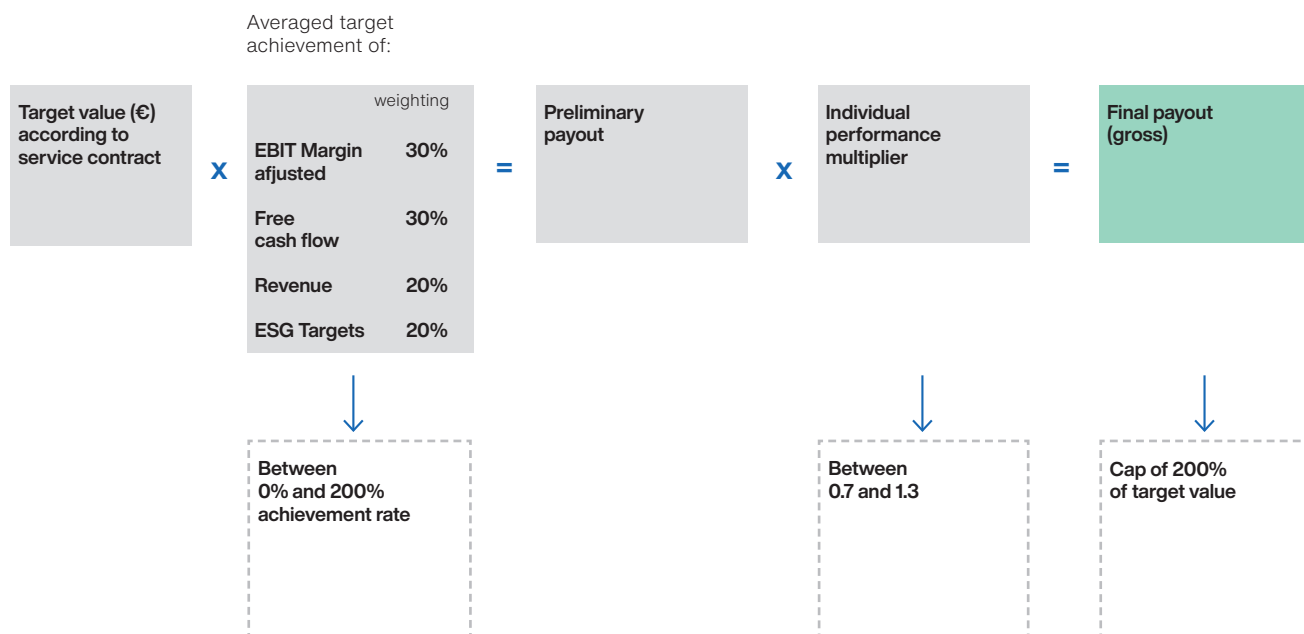 Averaged target
achievement of:
Target value (€)
according to
service contract
x
weighting
EBIT Margin 30%
afjusted
Free 30%
cash flow
Revenue 20%
ESG Targets 20%
=
Preliminary
payout
x
Individual
performance
multiplier
=
Final payout
(gross)
Between
0% and 200%
achievement rate
Between
0.7 and 1.3
Cap of 200%
of target value